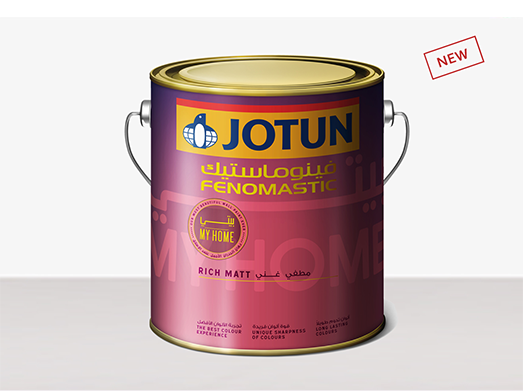 NEW
JOTUN
فينوماستيك
FENOMASTIC
بيتي
MY HOME
RICH MATT مطفي غني
THE BEST COLOUR
EXPERIENCE
UNIQUE SHARPNESS
OF COLOURS
LONG LASTING
COLOURS